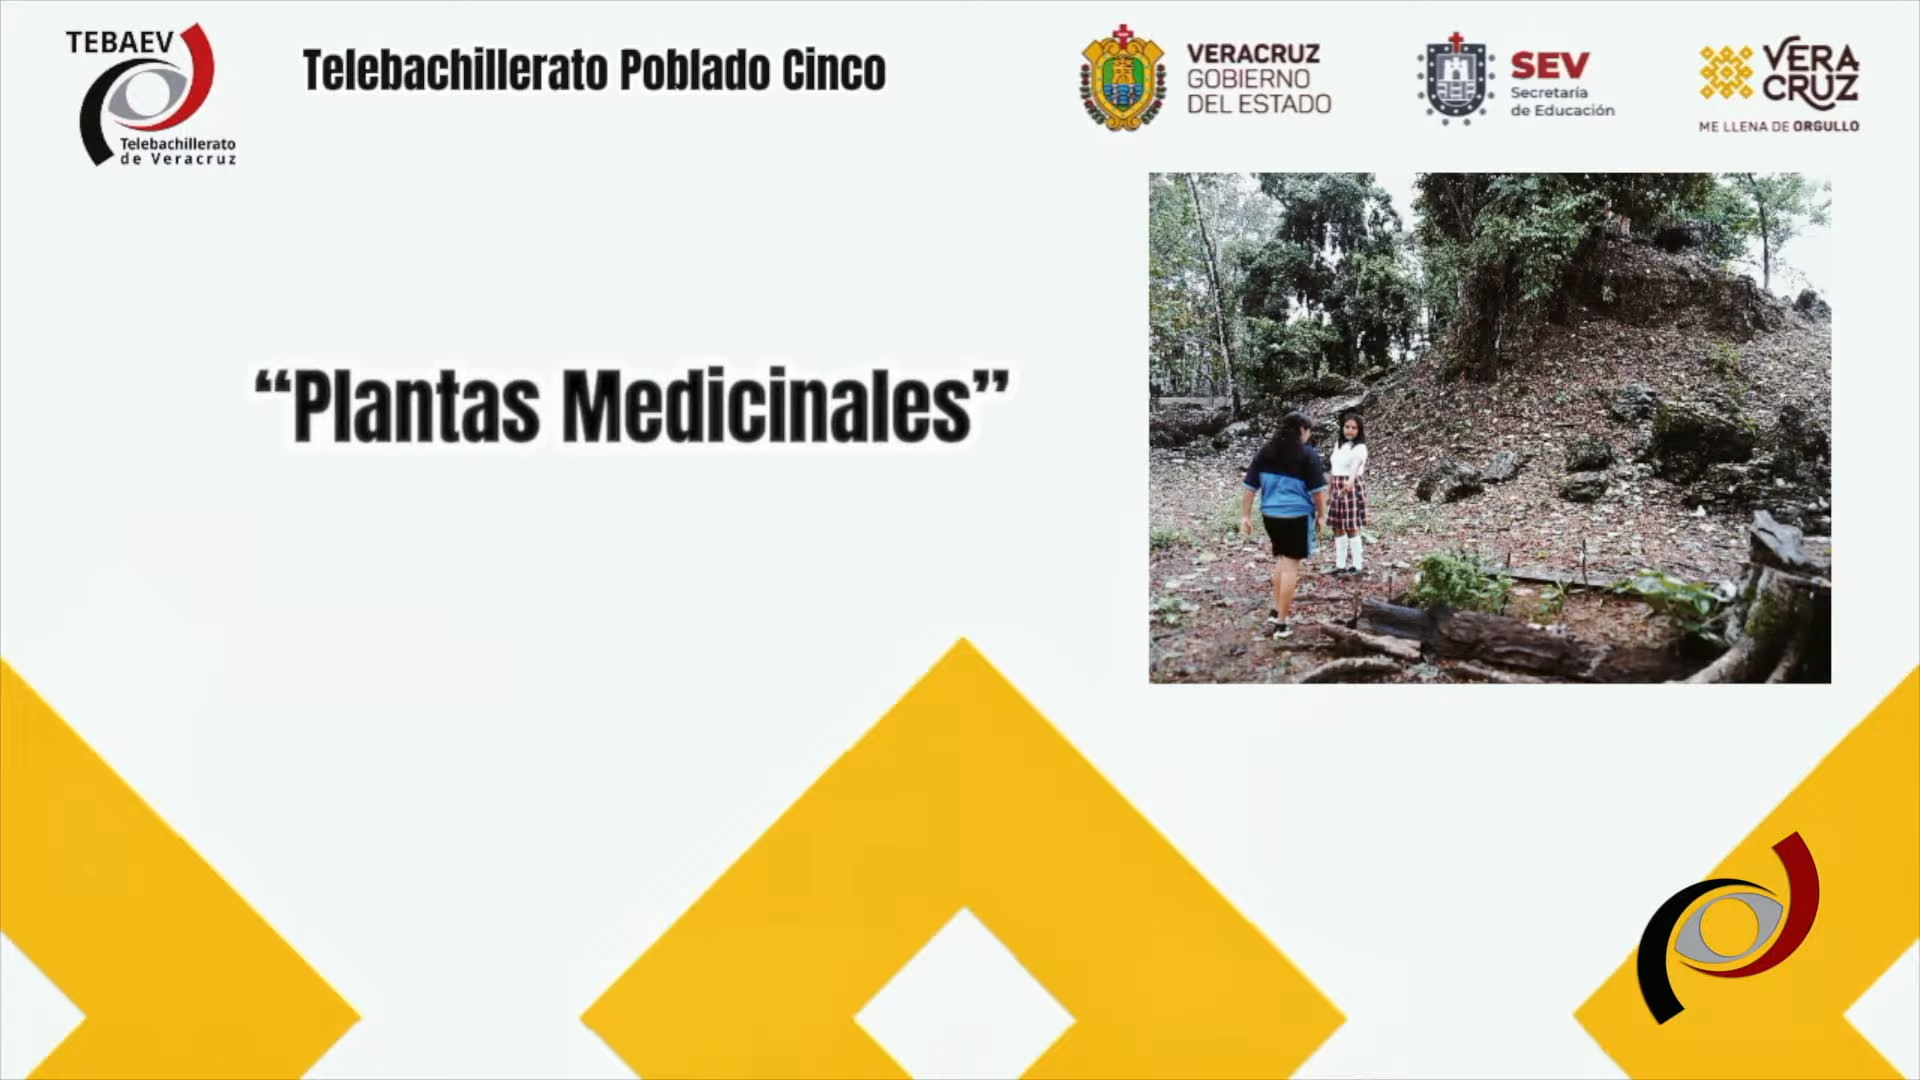 TEBAEV
Telebachillerato
de Veracruz
Telebachillerato Poblado Cinco
VERACRUZ
GOBIERNO
DEL ESTADO
SEV
Secretaría
de Educación
VERA
CRUZ
ME LLENA DE ORGULLO
“Plantas Medicinales”